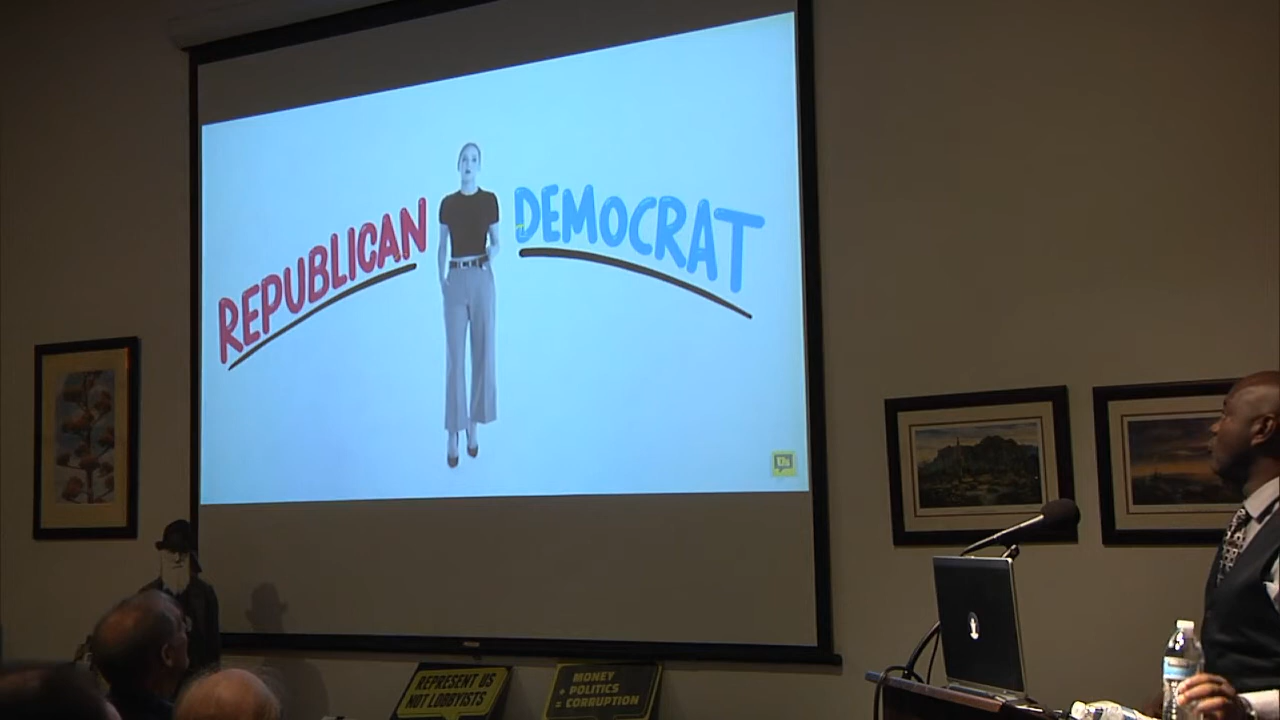 REPUBLICAN
DEMOCRAT
REPRESENT US
NOT LOBBYISTS
MONEY
+ POLITICS
= CORRUPTION